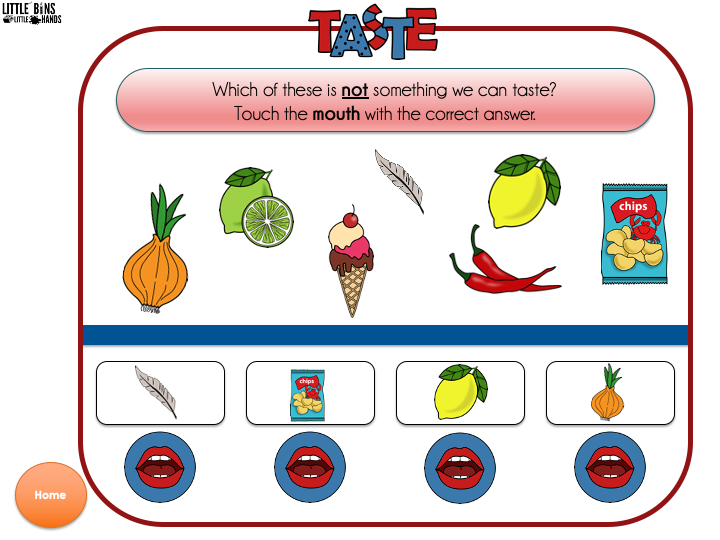 LITTLE BiNS
for LITTLE HANDS
TASTE
Which of these is not something we can taste?
Touch the mouth with the correct answer.
chips
chips
Home